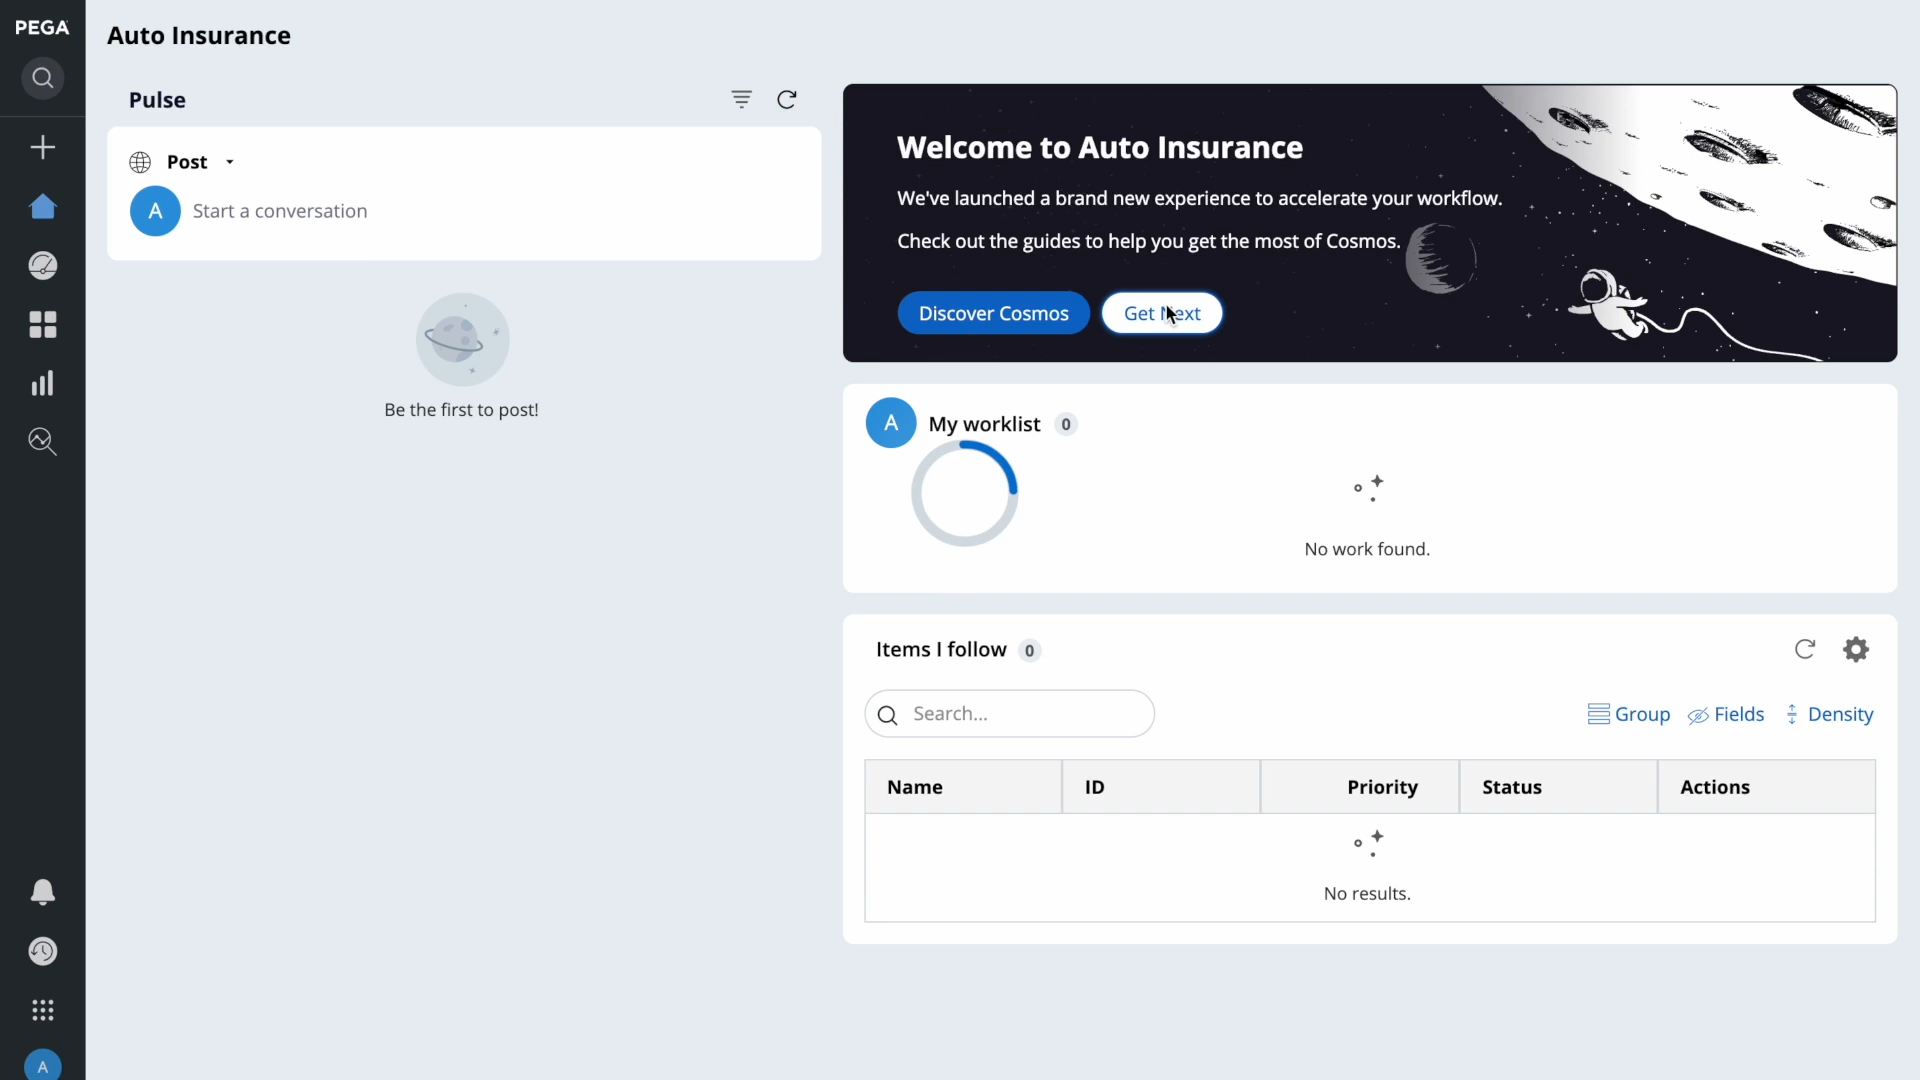 PEGA
Auto Insurance
Pulse
Post
A
Start a conversation
Be the first to post!
Welcome to Auto Insurance
We've launched a brand new experience to accelerate your workflow.
Check out the guides to help you get the most of Cosmos.
Discover Cosmos
Get Next
A
My worklist 0
No work found.
Items I follow 0
Search...
Group Fields Density
Name ID Priority Status Actions
No results.
A